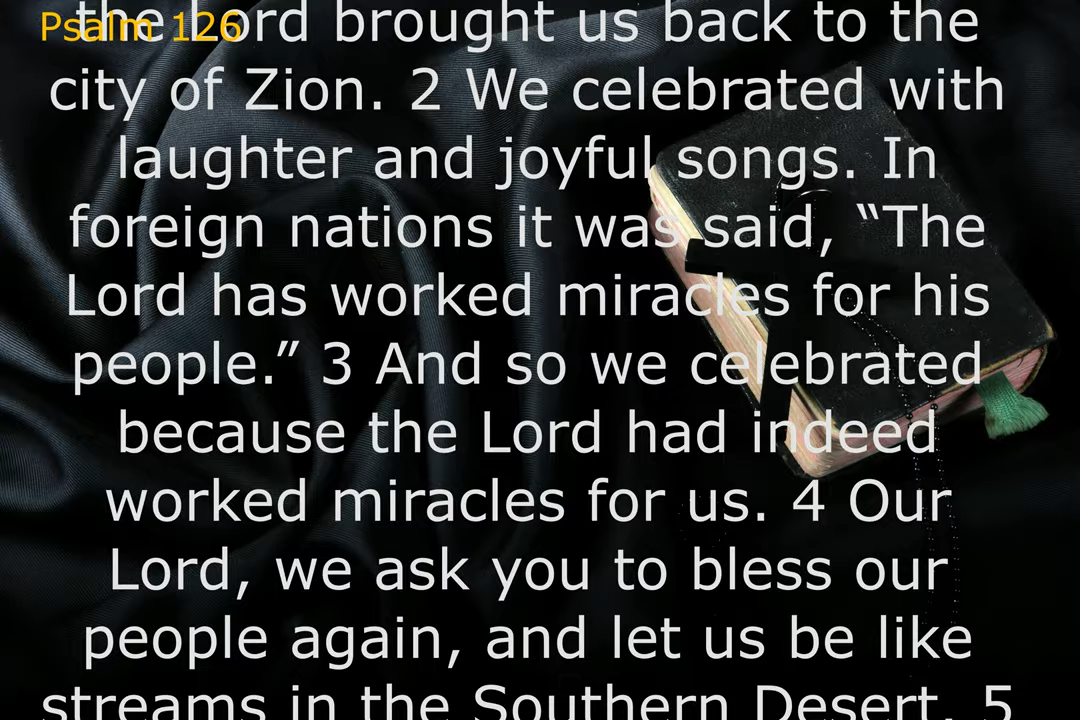 Psalm 126
the Lord brought us back to the
city of Zion. 2 We celebrated with
laughter and joyful songs. In
foreign nations it was said, “The
Lord has worked miracles for his
people.” 3 And so we celebrated
because the Lord had indeed
worked miracles for us. 4 Our
Lord, we ask you to bless our
people again, and let us be like
streams in the Southern Desert. 5